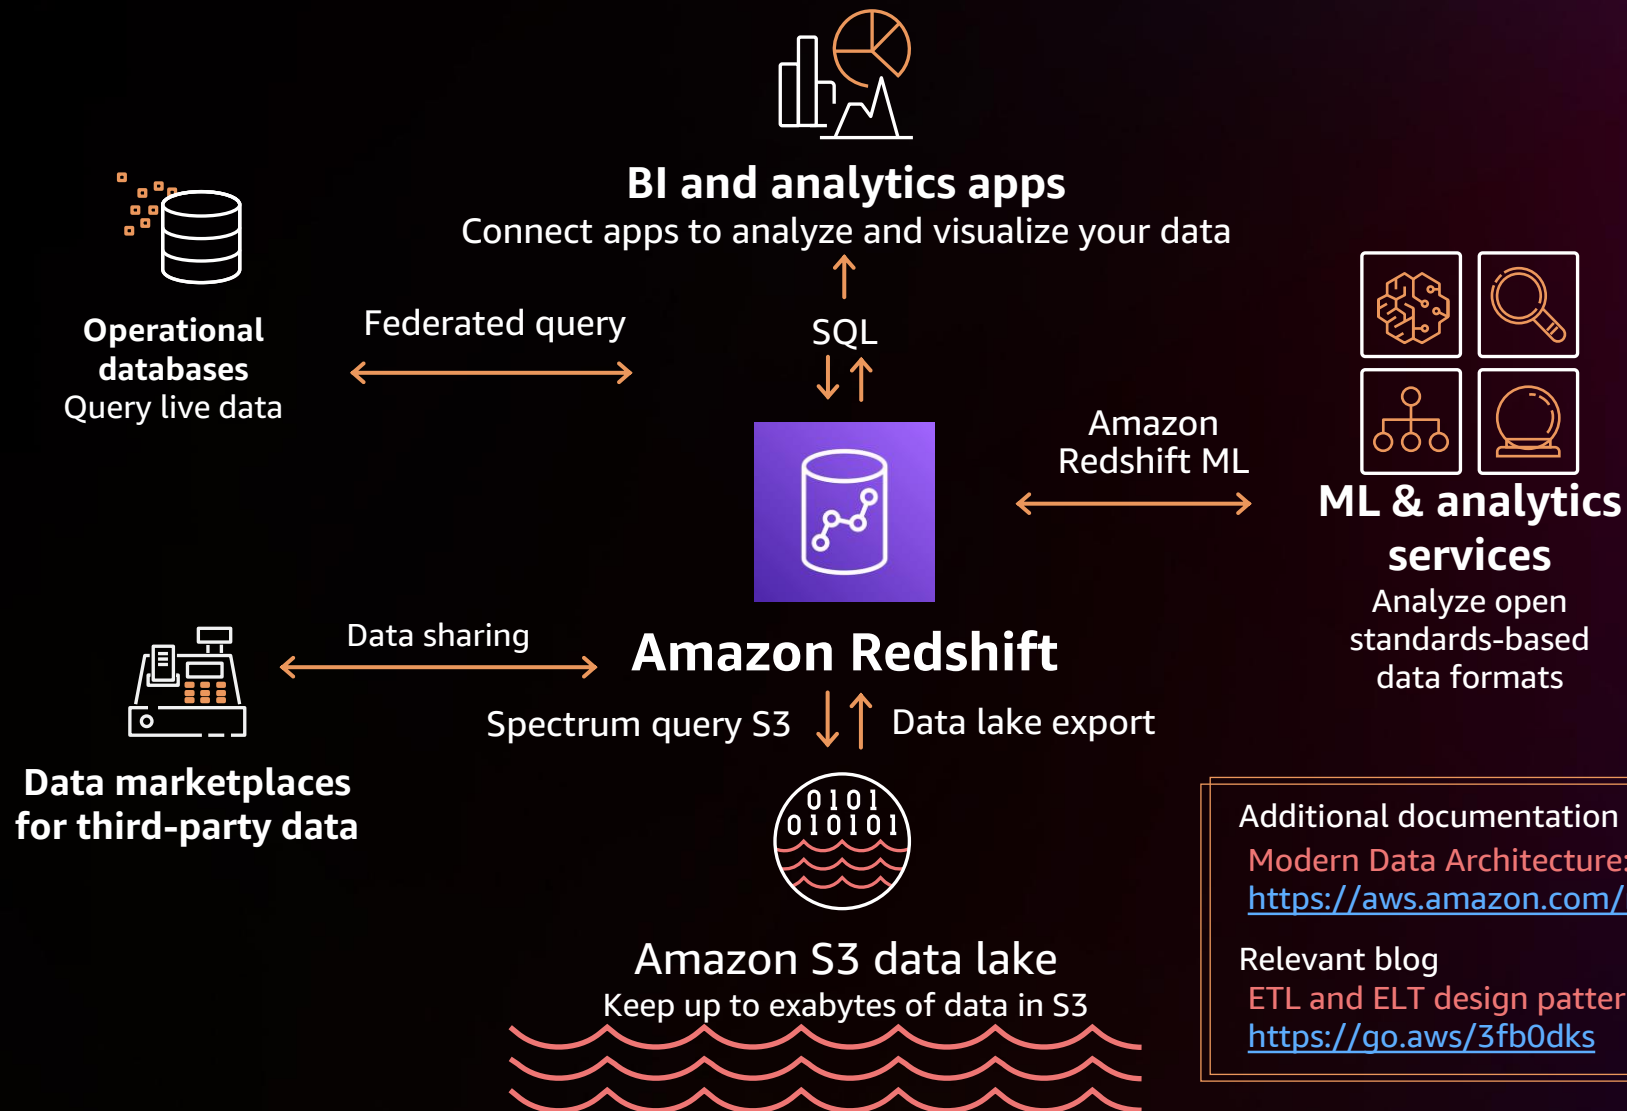 BI and analytics apps
Connect apps to analyze and visualize your data
Operational
databases
Query live data
Federated query
SQL
Amazon
Redshift ML
ML & analytics
services
Analyze open
standards-based
data formats
Data sharing
Amazon Redshift
Spectrum query S3
Data lake export
Data marketplaces
for third-party data
0101
010101
Amazon S3 data lake
Keep up to exabytes of data in S3
Additional documentation
Modern Data Architecture:
https://aws.amazon.com/
Relevant blog
ETL and ELT design patter
https://go.aws/3fb0dks